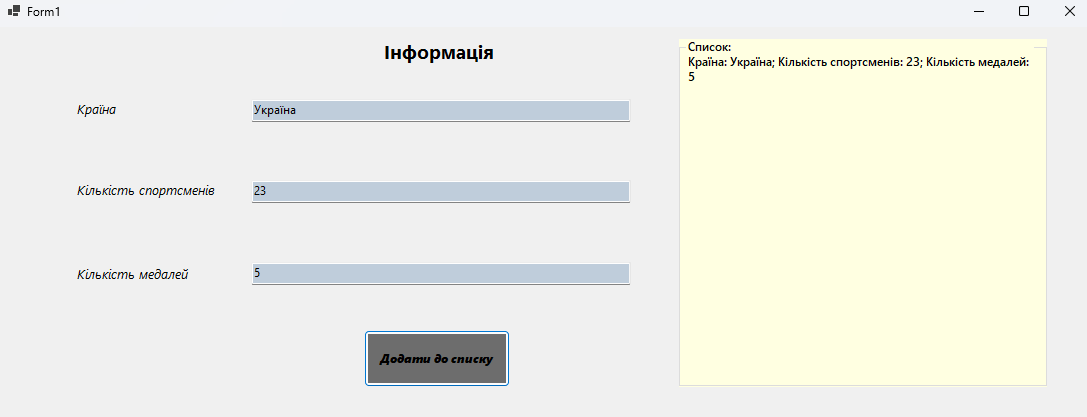 Form1
Інформація
Країна
Україна
Кількість спортсменів
23
Кількість медалей
5
Додати до списку
Список:
Країна: Україна; Кількість спортсменів: 23; Кількість медалей:
5